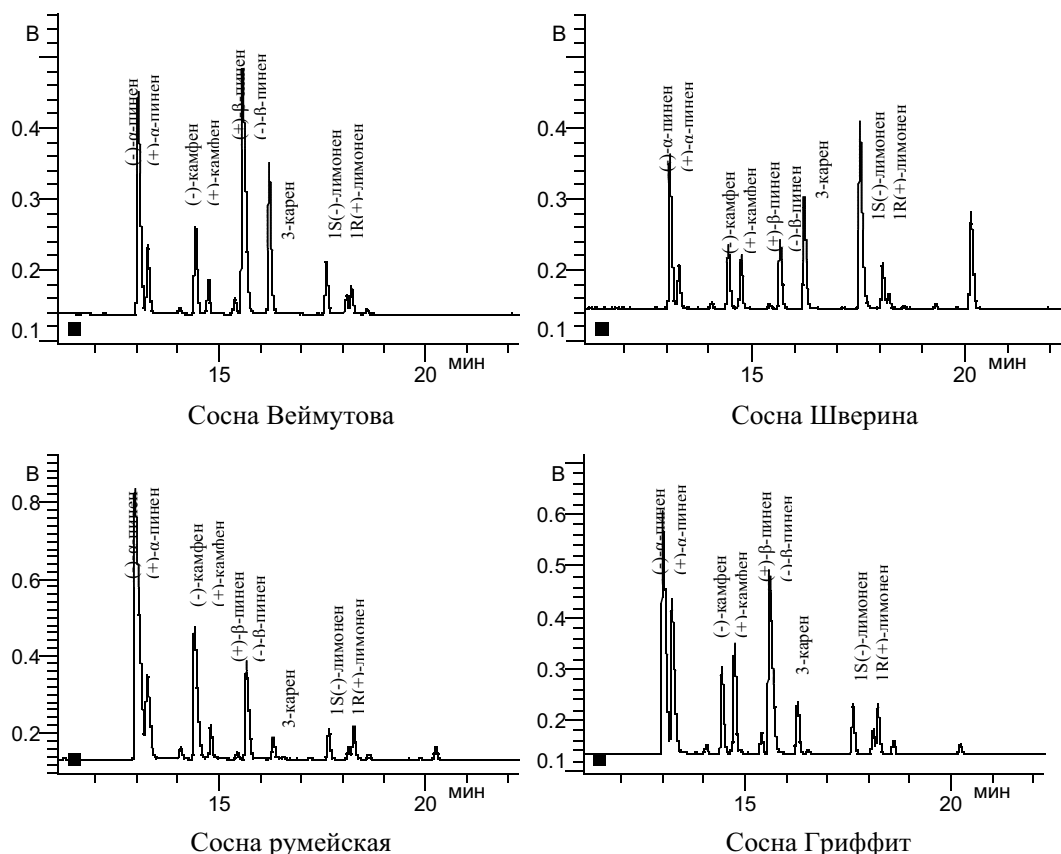 В
0.4
0.3
0.2
0.1
(-)-α-пинен
(+)-α-пинен
(-)-камфен
(+)-камфен
(+)-β-пинен
(-)-ß-пинен
3-карен
1S(-)-лимонен
1R(+)-лимонен
15
20
мин
Сосна Веймутова
В
0.4
0.3
0.2
0.1
(-)-α-пинен
(+)-α-пинен
(-)-камфен
(+)-камфен
(+)-β-пинен
(-)-ß-пинен
3-карен
1S(-)-лимонен
1R(+)-лимонен
15
20
мин
Сосна Шверина
В
0.8
0.6
0.4
0.2
(-)-α-пинен
(+)-α-пинен
(-)-камфен
(+)-камфен
(+)-β-пинен
(-)-ß-пинен
3-карен
1S(-)-лимонен
1R(+)-лимонен
15
20
мин
Сосна румейская
В
0.6
0.5
0.4
0.3
0.2
0.1
(-)-α-пинен
(+)-α-пинен
(-)-камфен
(+)-камфен
(+)-β-пинен
(-)-ß-пинен
3-карен
1S(-)-лимонен
1R(+)-лимонен
15
20
мин
Сосна Гриффит